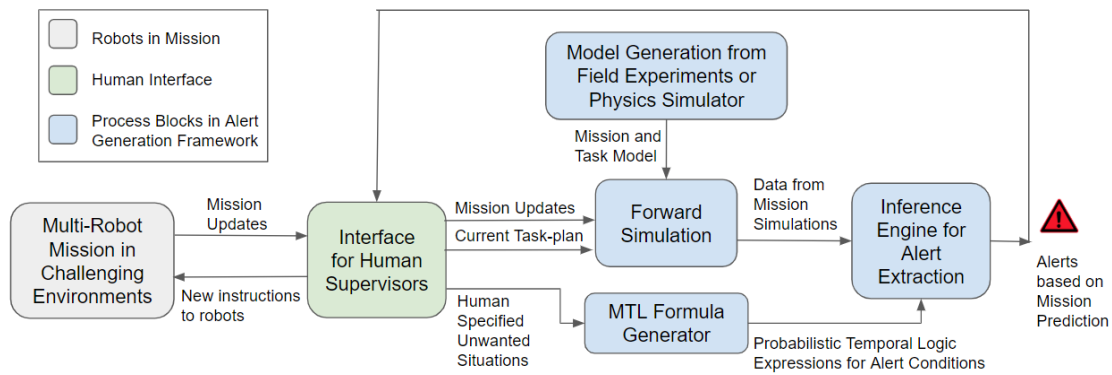 Robots in Mission
Human Interface
Process Blocks in Alert
Generation Framework
Model Generation from
Field Experiments or
Physics Simulator
Mission and
Task Model
Multi-Robot
Mission in
Challenging
Environments
Mission
Updates
New instructions
to robots
Interface
for Human
Supervisors
Mission Updates
Current Task-plan
Human
Specified
Unwanted
Situations
Forward
Simulation
MTL Formula
Generator
Data from
Mission
Simulations
Probabilistic Temporal Logic
Expressions for Alert Conditions
Inference
Engine for
Alert
Extraction
Alerts
based on
Mission
Prediction